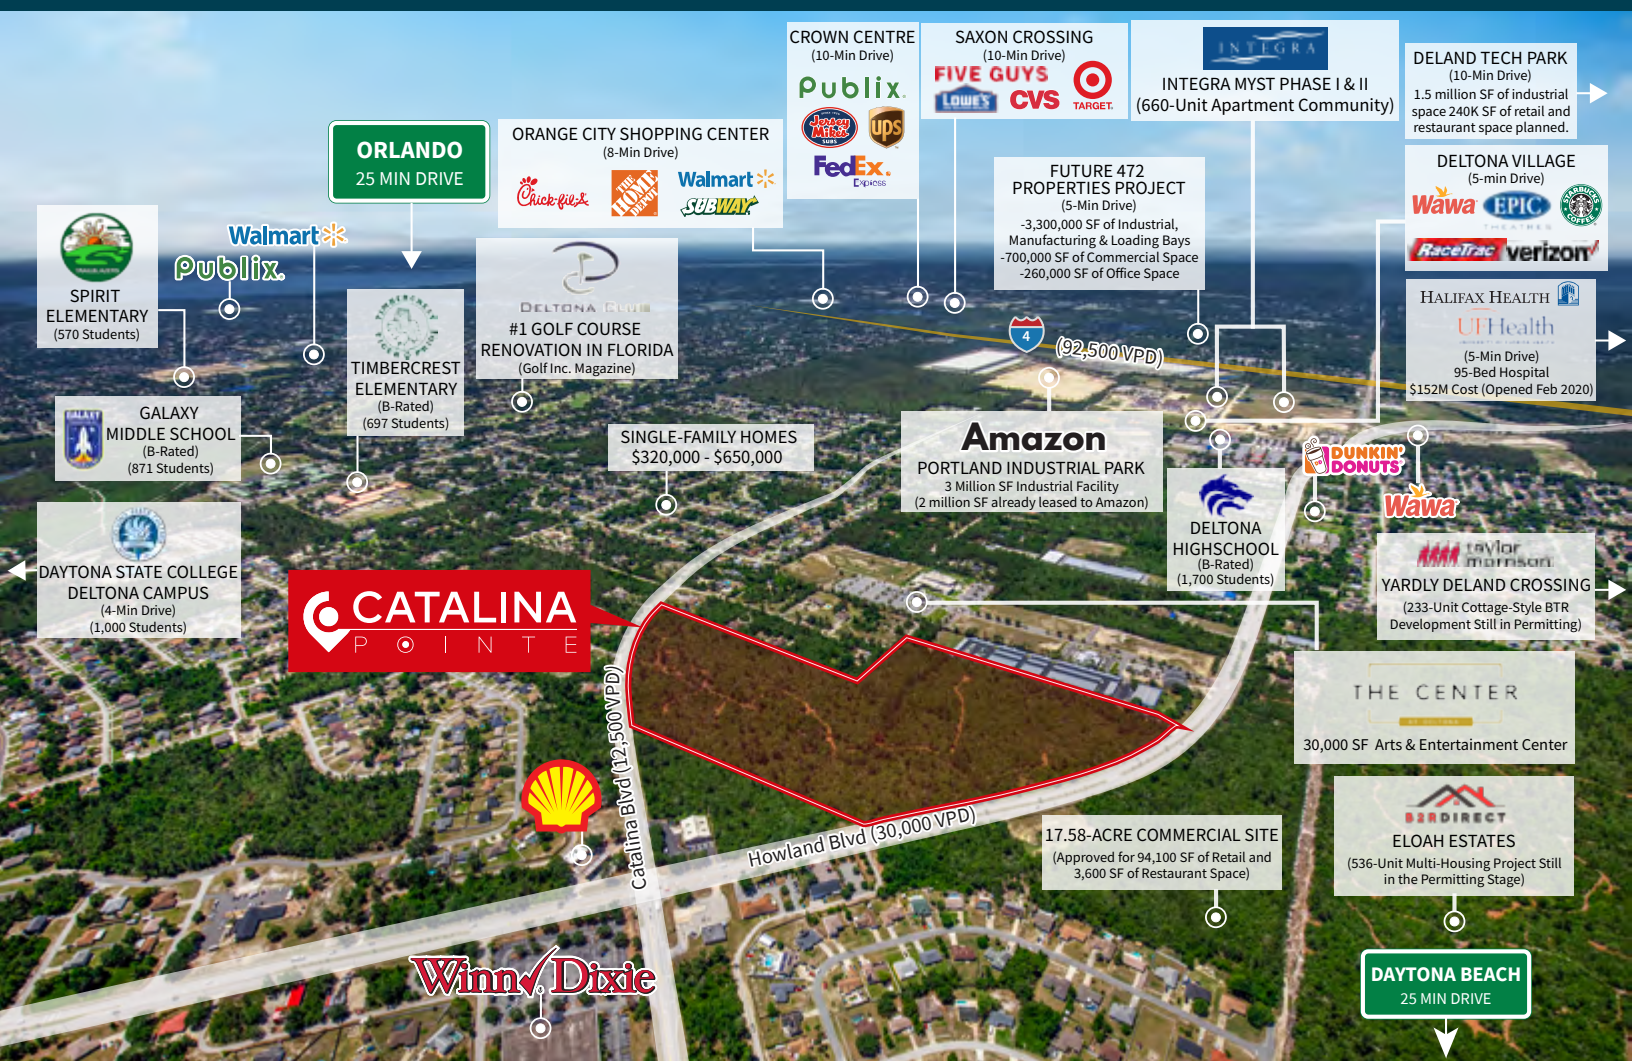 CROWN CENTRE
(10-Min Drive)
Publix.
Jersey
Mike's
SUBS
ups
FedEx.
Express
SAXON CROSSING
(10-Min Drive)
FIVE GUYS
LOWE'S
CVS
TARGET.
INTEGRA
INTEGRA MYST PHASE I & II
(660-Unit Apartment Community)
DELAND TECH PARK
(10-Min Drive)
1.5 million SF of industrial
space 240K SF of retail and
restaurant space planned.
ORLANDO
25 MIN DRIVE
ORANGE CITY SHOPPING CENTER
(8-Min Drive)
Chick-fil-A
THE
HOME
DEPOT
Walmart
SUBWAY
FUTURE 472
PROPERTIES PROJECT
(5-Min Drive)
-3,300,000 SF of Industrial,
Manufacturing & Loading Bays
-700,000 SF of Commercial Space
-260,000 SF of Office Space
DELTONA VILLAGE
(5-min Drive)
Wawa
EPIC
THEATRES
STARBUCKS
COFFEE
RaceTrac
verizon
SPIRIT
ELEMENTARY
(570 Students)
Walmart
Publix.
TIMBERCREST
ELEMENTARY
(B-Rated)
(697 Students)
DELTONA CLUB
#1 GOLF COURSE
RENOVATION IN FLORIDA
(Golf Inc. Magazine)
4
(92,500 VPD)
HALIFAX HEALTH
UFHealth
(5-Min Drive)
95-Bed Hospital
$152M Cost (Opened Feb 2020)
GALAXY
GALAXY
MIDDLE SCHOOL
(B-Rated)
(871 Students)
SINGLE-FAMILY HOMES
$320,000 - $650,000
Amazon
PORTLAND INDUSTRIAL PARK
3 Million SF Industrial Facility
(2 million SF already leased to Amazon)
DELTONA
HIGHSCHOOL
(B-Rated)
(1,700 Students)
DUNKIN'
DONUTS
Wawa
DAYTONA STATE COLLEGE
DELTONA CAMPUS
(4-Min Drive)
(1,000 Students)
taylor
morrison
YARDLY DELAND CROSSING
(233-Unit Cottage-Style BTR
Development Still in Permitting)
CATALINA
POINTE
THE CENTER
AT DELTONA
30,000 SF Arts & Entertainment Center
Catalina Blvd (12,500 VPD)
Howland Blvd (30,000 VPD)
17.58-ACRE COMMERCIAL SITE
(Approved for 94,100 SF of Retail and
3,600 SF of Restaurant Space)
B2RDIRECT
ELOAH ESTATES
(536-Unit Multi-Housing Project Still
in the Permitting Stage)
Winn Dixie
DAYTONA BEACH
25 MIN DRIVE